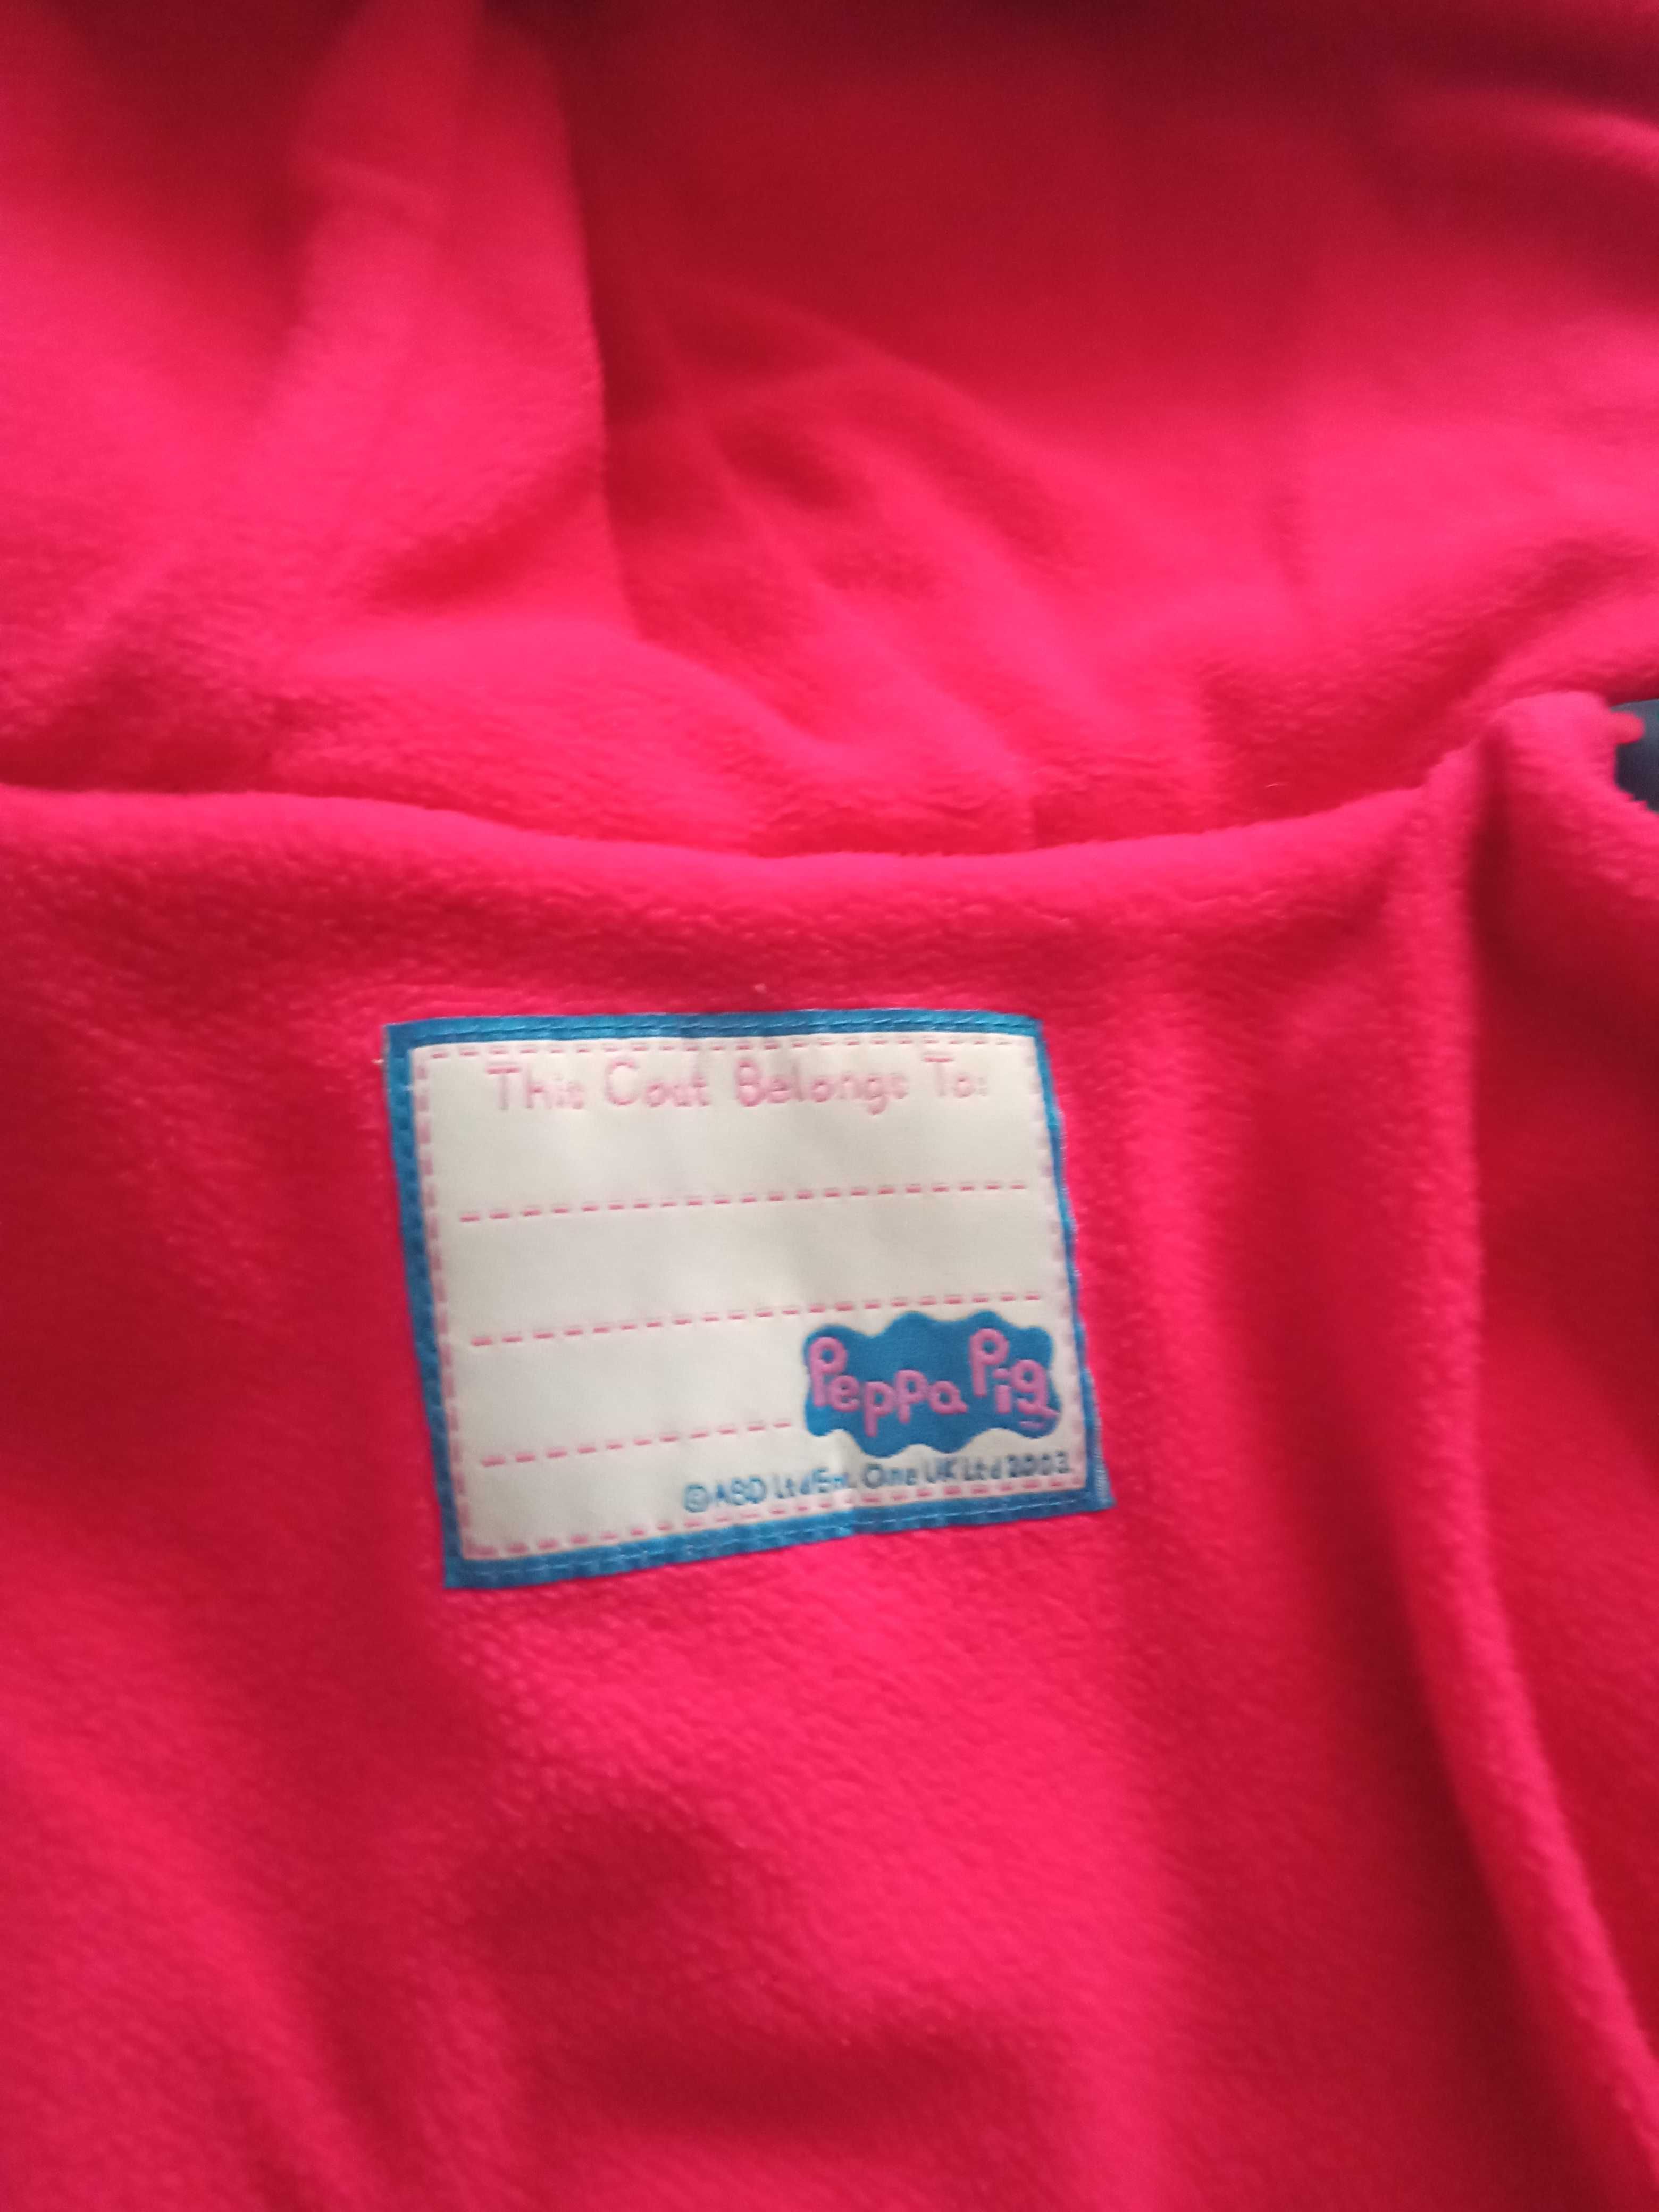 This Coat Belongs To:
Peppa Pig
©ABD Ltd/Ent. One UK Ltd 2003